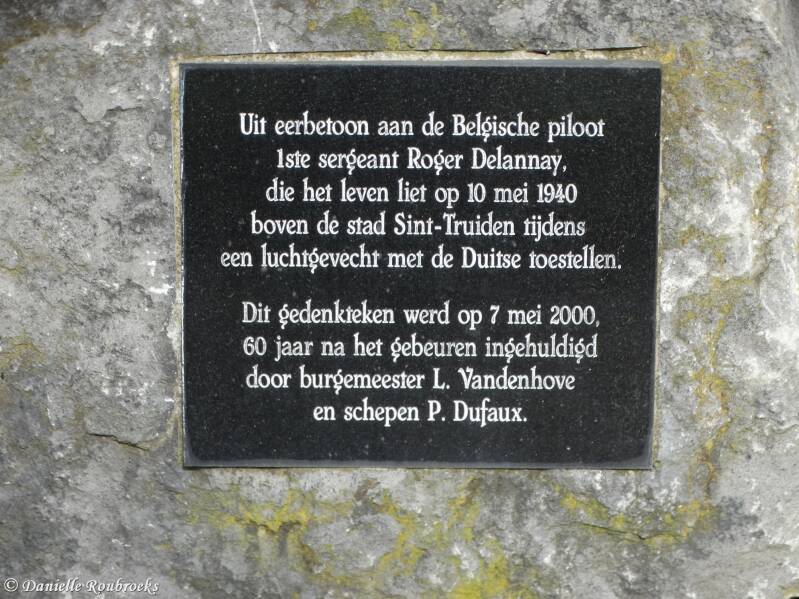 Uit eerbetoon aan de Belgische piloot
1ste sergeant Roger Delannay,
die het leven liet op 10 mei 1940
boven de stad Sint-Truiden tijdens
een luchtgevecht met de Duitse toestellen.
Dit gedenkteken werd op 7 mei 2000,
60 jaar na het gebeuren ingehuldigd
door burgemeester L. Vandenhove
en schepen P. Dufaux.
© Danielle Roubroeks